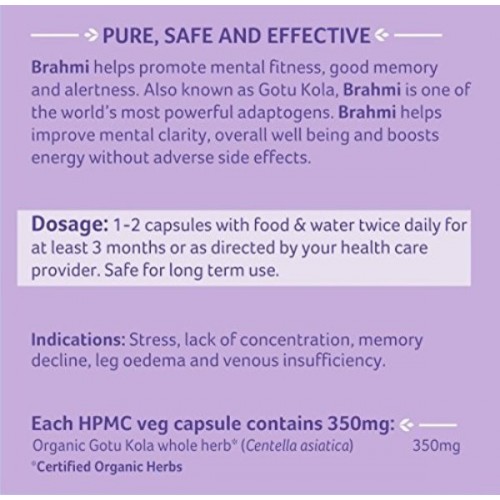 PURE, SAFE AND EFFECTIVE
Brahmi helps promote mental fitness, good memory
and alertness. Also known as Gotu Kola, Brahmi is one of
the world's most powerful adaptogens. Brahmi helps
improve mental clarity, overall well being and boosts
energy without adverse side effects.
Dosage: 1-2 capsules with food & water twice daily for
at least 3 months or as directed by your health care
provider. Safe for long term use.
Indications: Stress, lack of concentration, memory
decline, leg oedema and venous insufficiency.
Each HPMC veg capsule contains 350mg:
Organic Gotu Kola whole herb* (Centella asiatica) 350mg
*Certified Organic Herbs